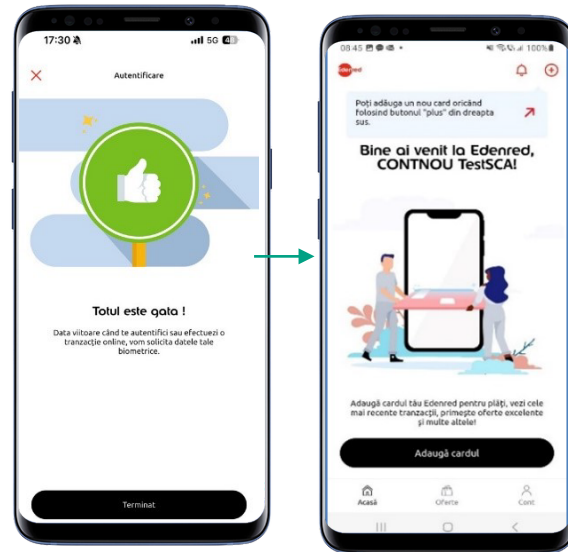 17:30
5G
Autentificare
Totul este gata !
Data viitoare când te autentifici sau efectuezi o
tranzacție online, vom solicita datele tale
biometrice.
Terminat
08:45
100%
Edenred
Poți adăuga un nou card oricând
folosind butonul "plus" din dreapta
sus.
Bine ai venit la Edenred,
CONTNOU TestSCA!
Adaugă cardul tău Edenred pentru plăți, vezi cele
mai recente tranzacții, primește oferte excelente
și multe altele!
Adaugă cardul
Acasă
Oferte
Cont